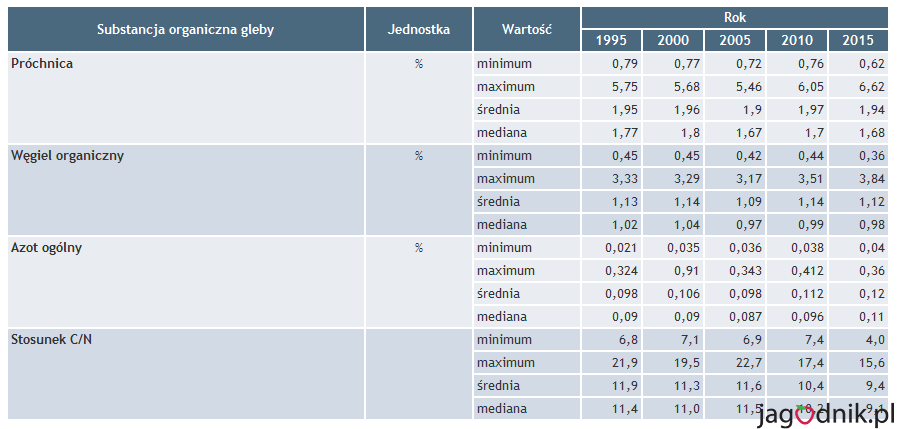 Substancja organiczna gleby Jednostka Wartość Rok
1995 2000 2005 2010 2015
Próchnica % minimum 0,79 0,77 0,72 0,76 0,62
maximum 5,75 5,68 5,46 6,05 6,62
średnia 1,95 1,96 1,9 1,97 1,94
mediana 1,77 1,8 1,67 1,7 1,68
Węgiel organiczny % minimum 0,45 0,45 0,42 0,44 0,36
maximum 3,33 3,29 3,17 3,51 3,84
średnia 1,13 1,14 1,09 1,14 1,12
mediana 1,02 1,04 0,97 0,99 0,98
Azot ogólny % minimum 0,021 0,035 0,036 0,038 0,04
maximum 0,324 0,91 0,343 0,412 0,36
średnia 0,098 0,106 0,098 0,112 0,12
mediana 0,09 0,09 0,087 0,096 0,11
Stosunek C/N minimum 6,8 7,1 6,9 7,4 4,0
maximum 21,9 19,5 22,7 17,4 15,6
średnia 11,9 11,3 11,6 10,4 9,4
mediana 11,4 11,0 11,5 9,1
jagodnik.pl